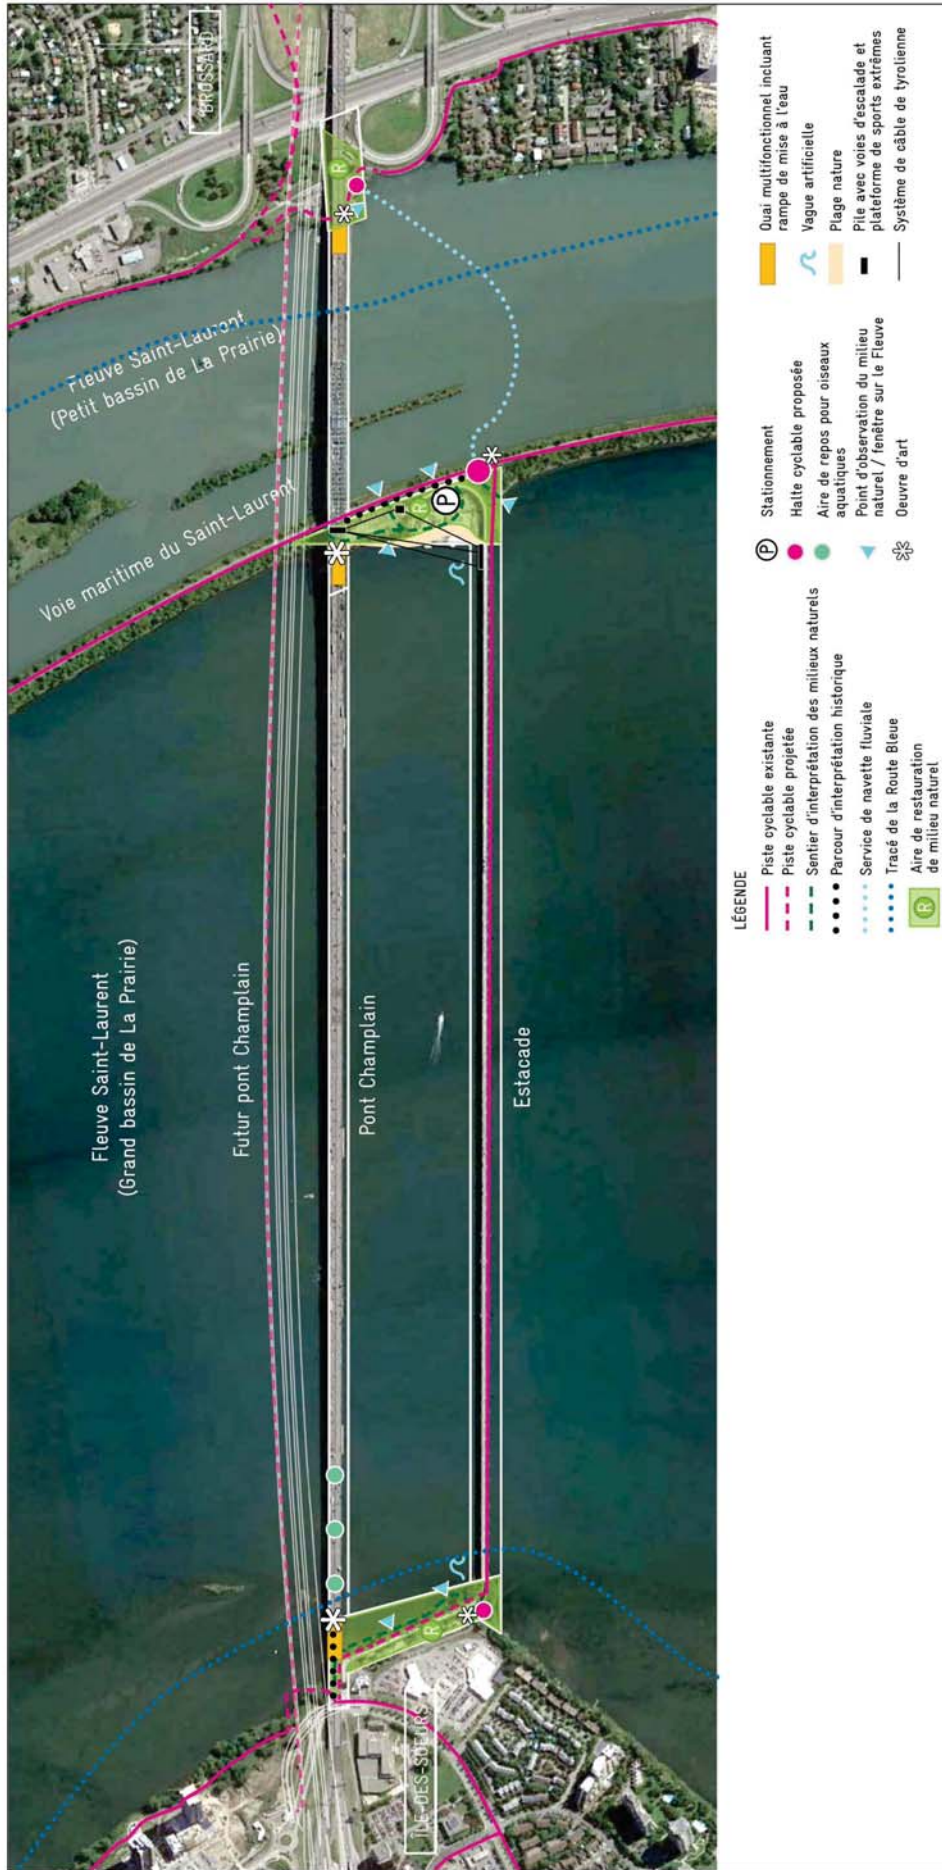 BROSSARD
Fleuve Saint-Laurent
(Petit bassin de La Prairie)
Voie maritime du Saint-Laurent
Fleuve Saint-Laurent
(Grand bassin de La Prairie)
Futur pont Champlain
Pont Champlain
Estacade
ÎLE-DES-SOEURS
R
R
R
P
LÉGENDE
Piste cyclable existante
Piste cyclable projetée
Sentier d'interprétation des milieux naturels
Parcour d'interprétation historique
Service de navette fluviale
Tracé de la Route Bleue
R
Aire de restauration
de milieu naturel
P
Stationnement
Halte cyclable proposée
Aire de repos pour oiseaux
aquatiques
Point d'observation du milieu
naturel / fenêtre sur le Fleuve
Oeuvre d'art
Quai multifonctionnel incluant
rampe de mise à l'eau
Vague artificielle
Plage nature
Pile avec voies d'escalade et
plateforme de sports extrêmes
Système de câble de tyrolienne